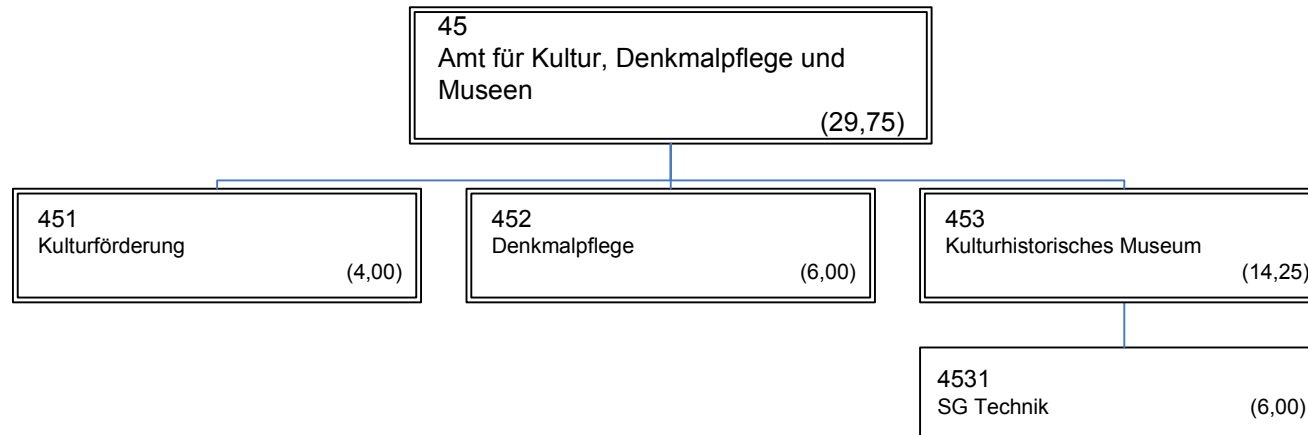 45
Amt für Kultur, Denkmalpflege und
Museen
(29,75)
451
Kulturförderung
(4,00)
452
Denkmalpflege
(6,00)
453
Kulturhistorisches Museum
(14,25)
4531
SG Technik (6,00)